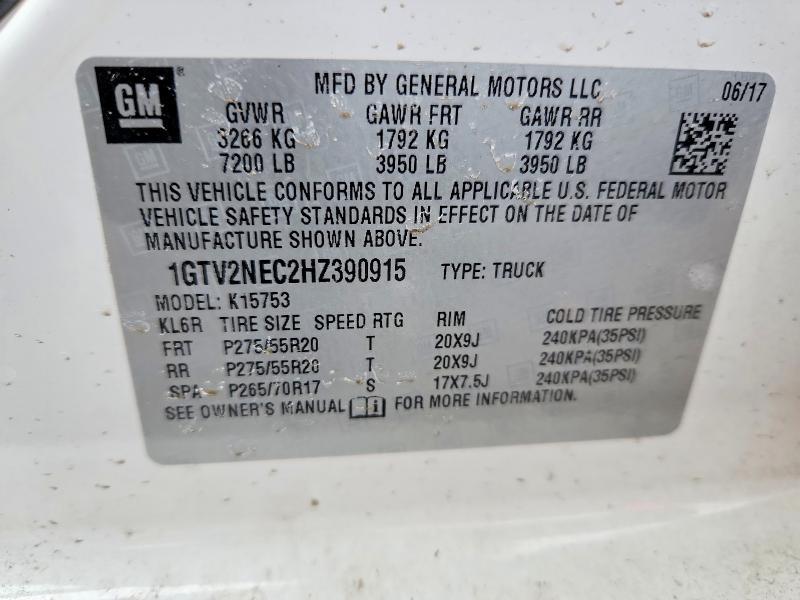 GM ®
MFD BY GENERAL MOTORS LLC 06/17
GVWR GAWR FRT GAWR RR
3266 KG 1792 KG 1792 KG
7200 LB 3950 LB 3950 LB
THIS VEHICLE CONFORMS TO ALL APPLICABLE U.S. FEDERAL MOTOR
VEHICLE SAFETY STANDARDS IN EFFECT ON THE DATE OF
MANUFACTURE SHOWN ABOVE.
1GTV2NEC2HZ390915 TYPE: TRUCK
MODEL: K15753
KL6R TIRE SIZE SPEED RTG RIM COLD TIRE PRESSURE
FRT P275/55R20 T 20X9J 240KPA(35PSI)
RR P275/55R20 T 20X9J 240KPA(35PSI)
SPA P265/70R17 S 17X7.5J 240KPA(35PSI)
SEE OWNER'S MANUAL FOR MORE INFORMATION.